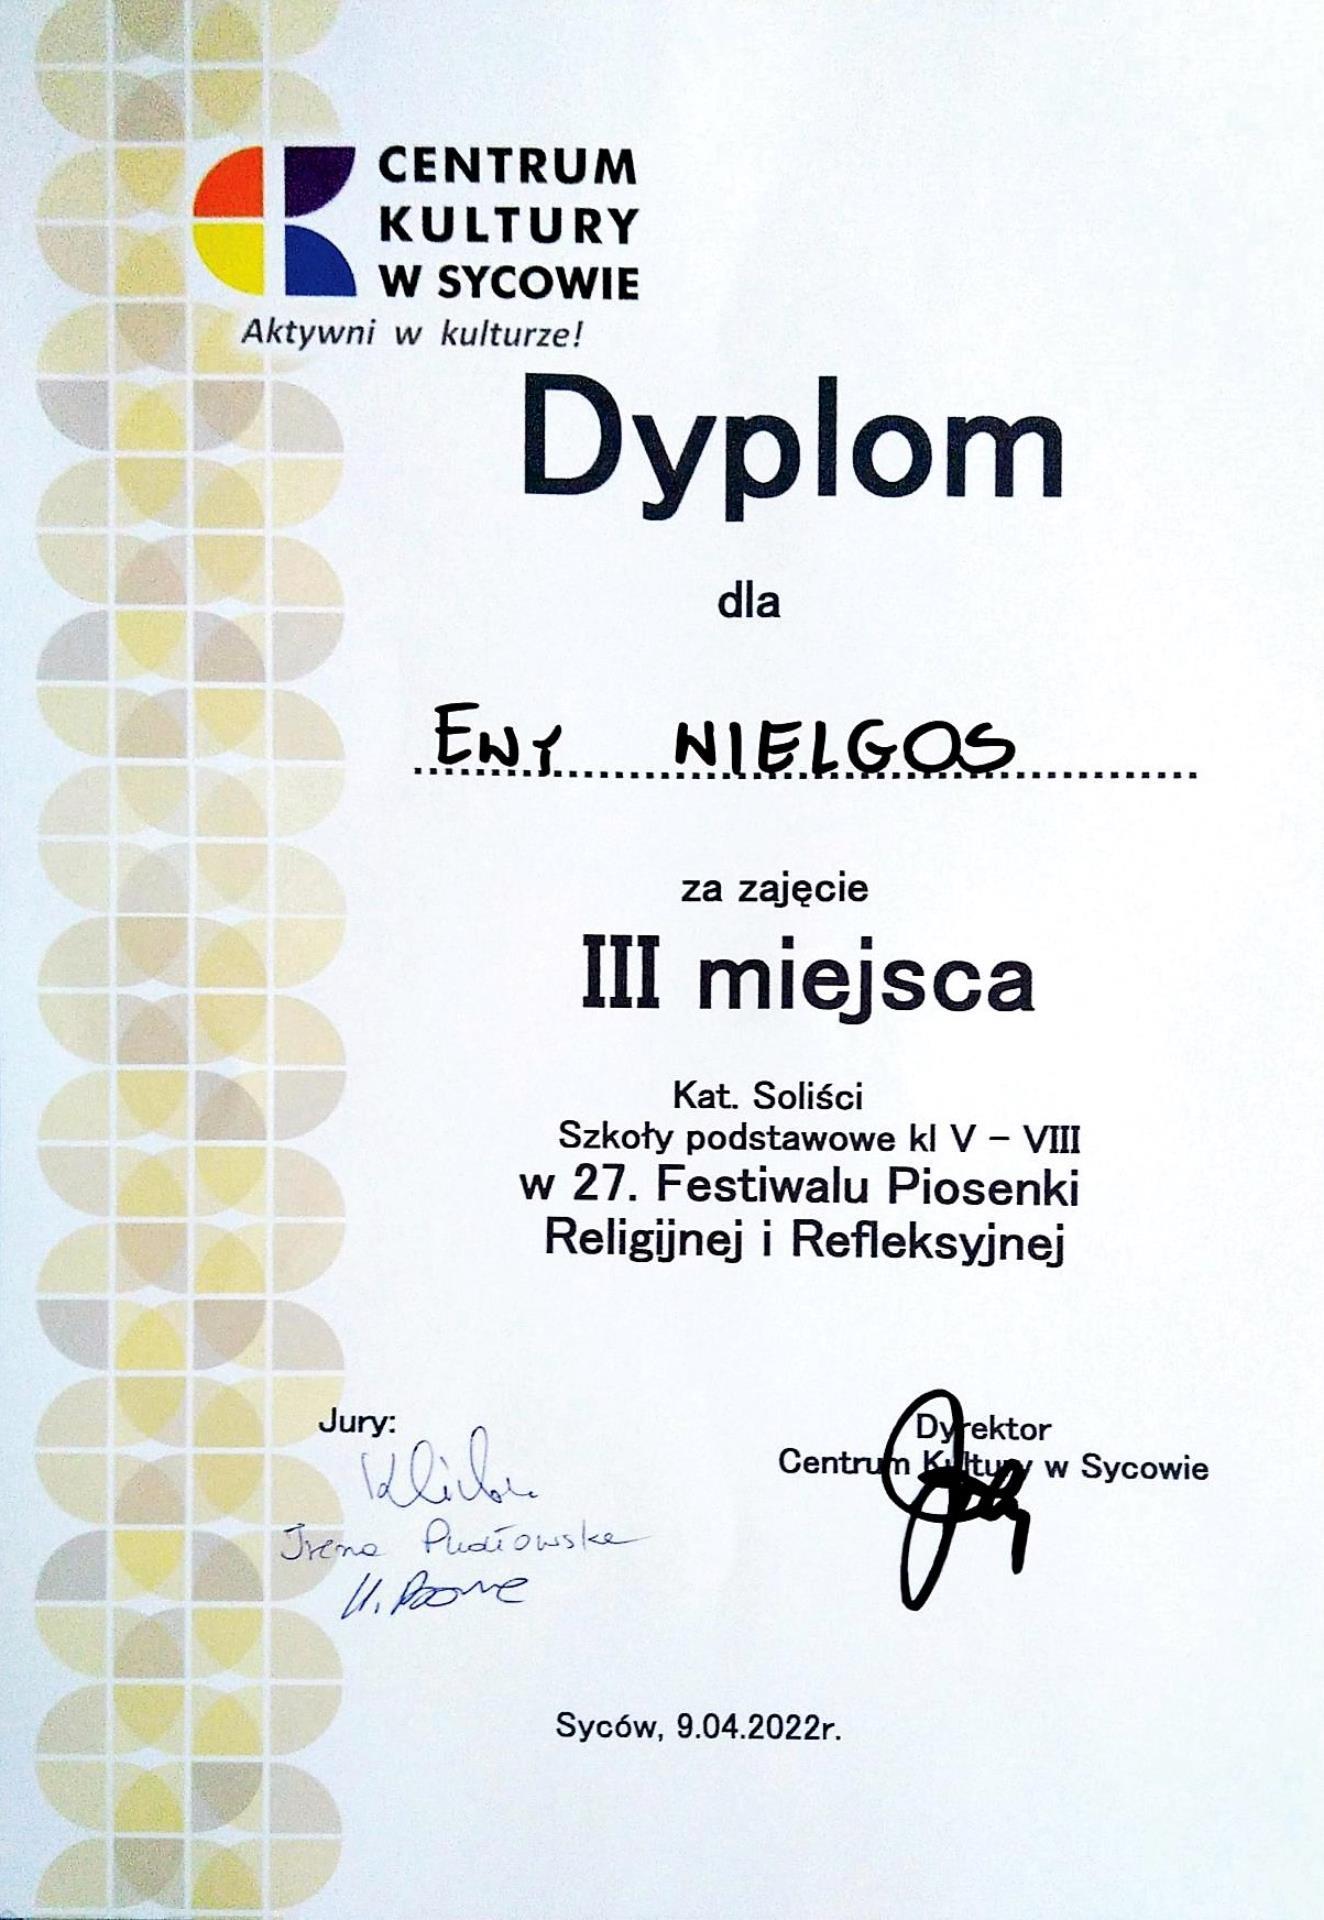 CENTRUM
KULTURY
W SYCOWIE
Aktywni w kulturze!
Dyplom
dla
EWY NIELGOS
za zajęcie
III miejsca
Kat. Soliści
Szkoły podstawowe kl V – VIII
w 27. Festiwalu Piosenki
Religijnej i Refleksyjnej
Jury:
Irena
Dyrektor
Centrum Kultury w Sycowie
Syców, 9.04.2022r.